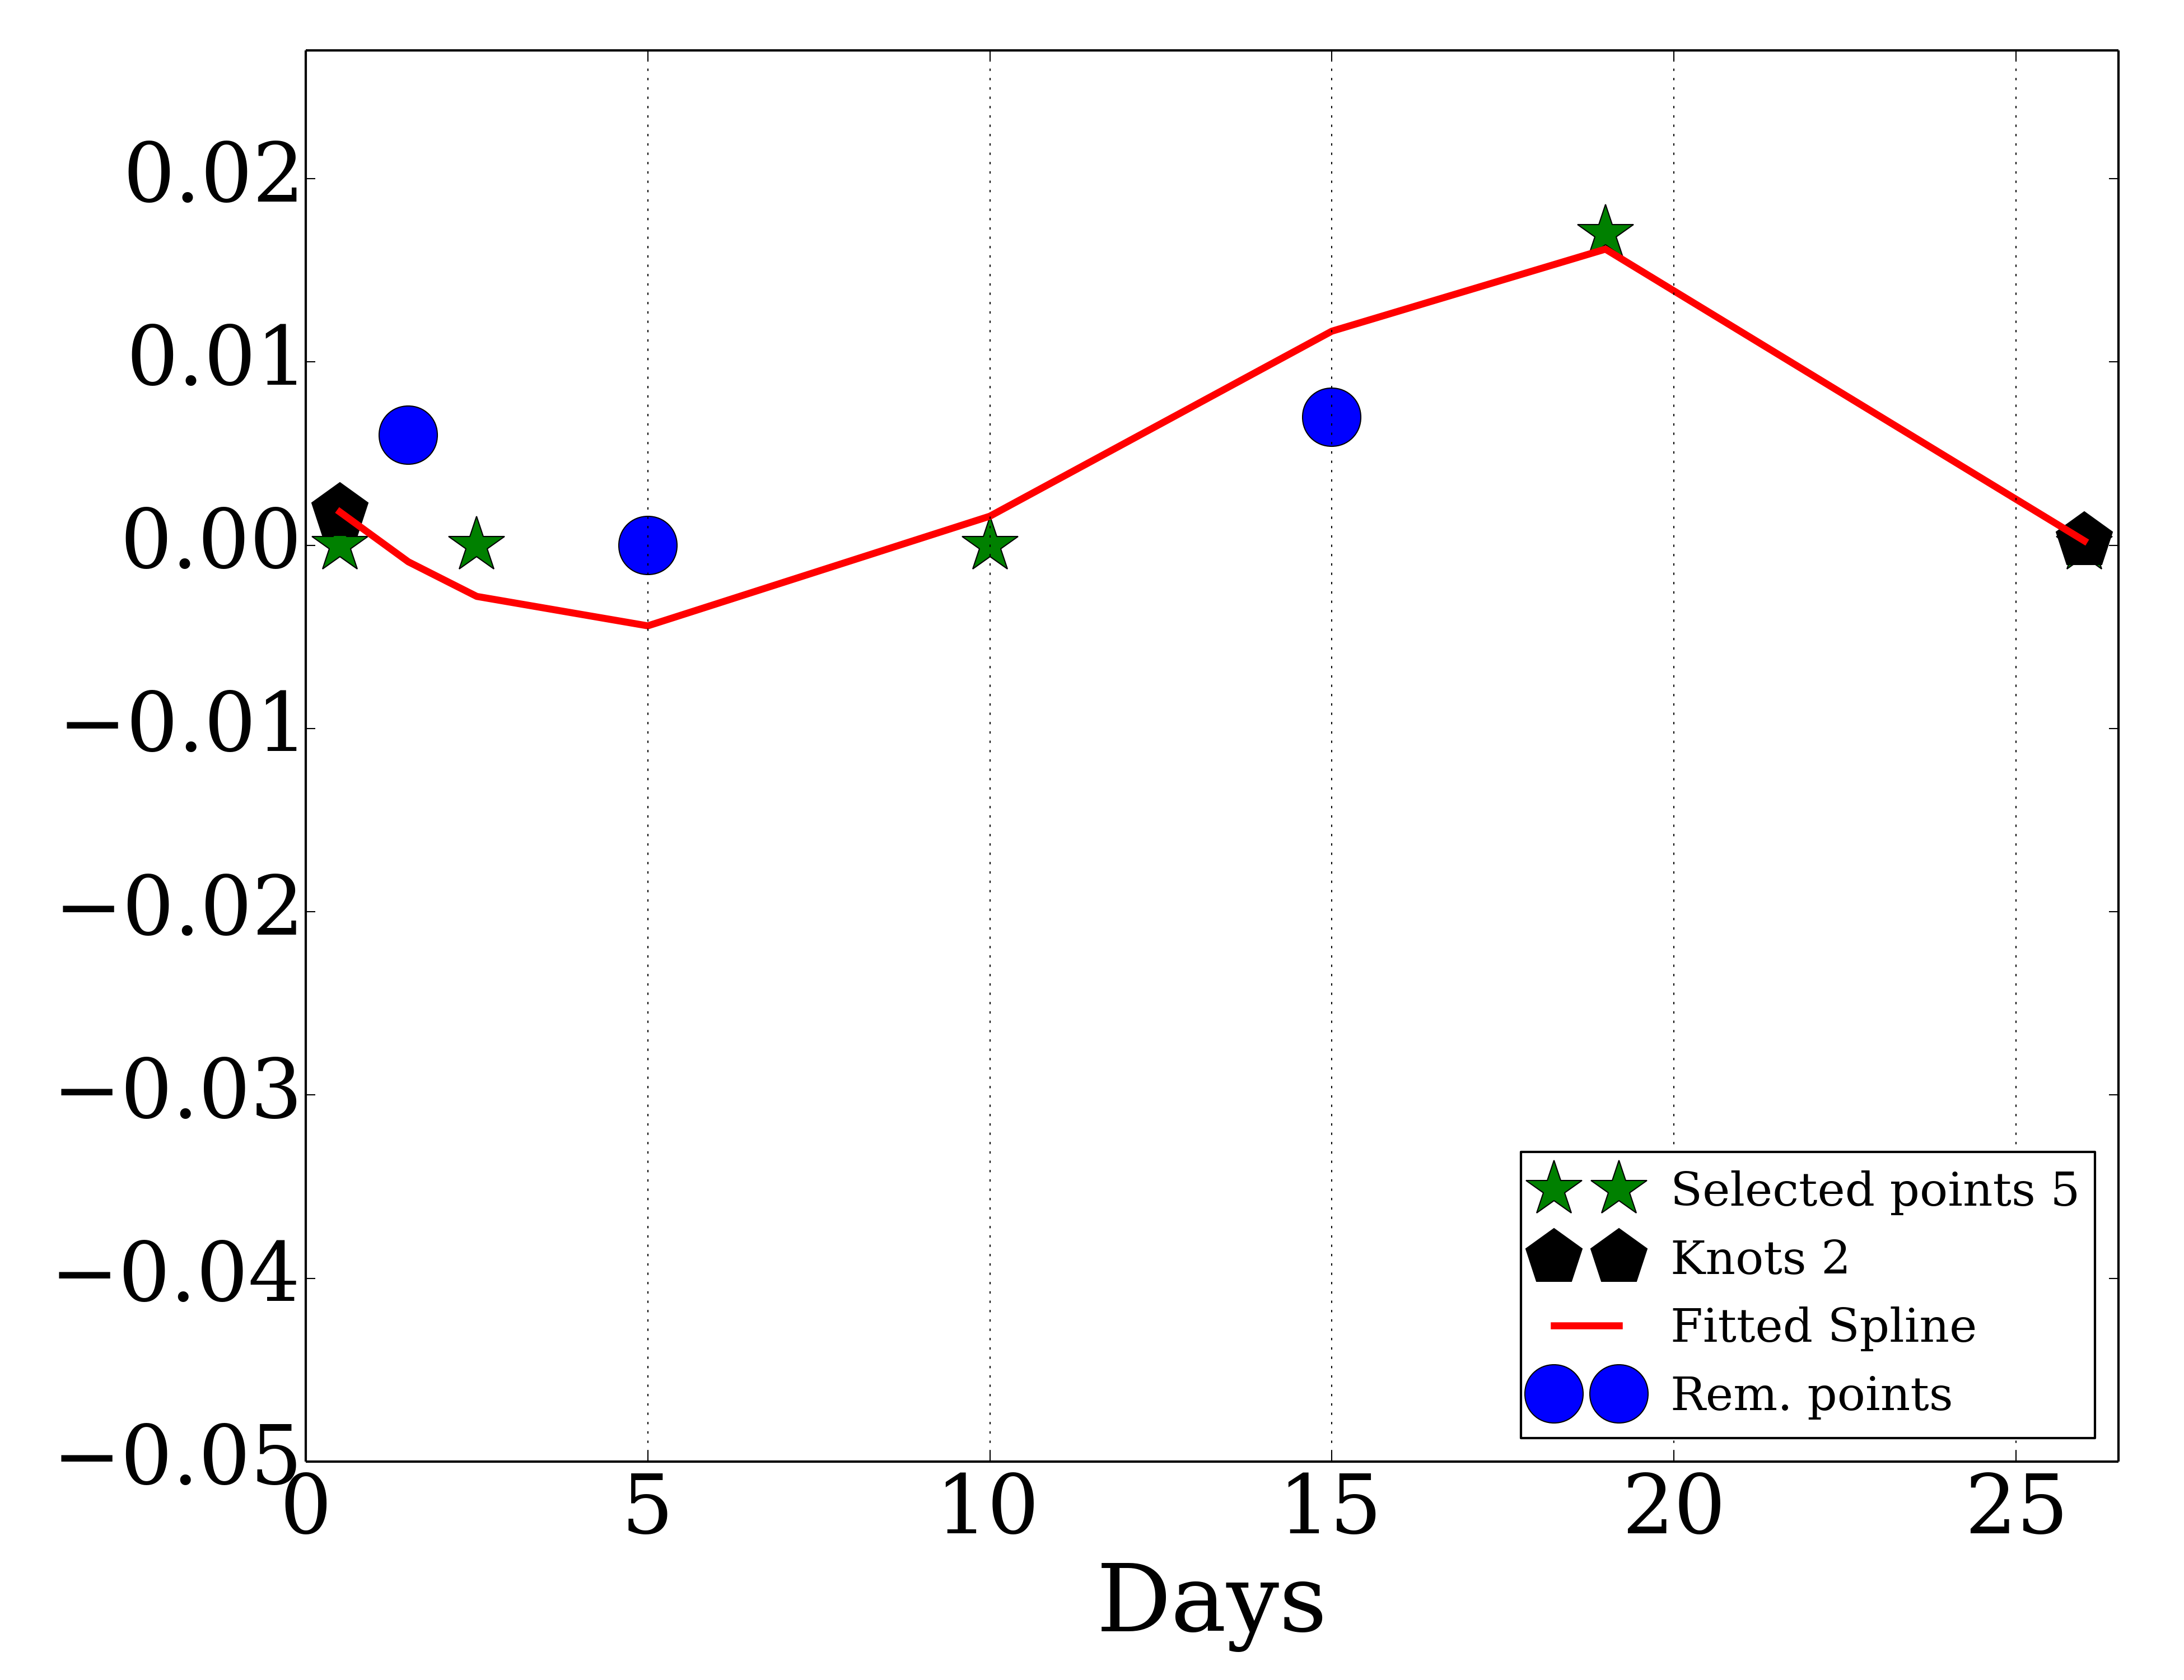 0.02
0.01
0.00
−0.01
−0.02
−0.03
−0.04
−0.05
0 5 10 15 20 25
Days
Selected points 5
Knots 2
Fitted Spline
Rem. points